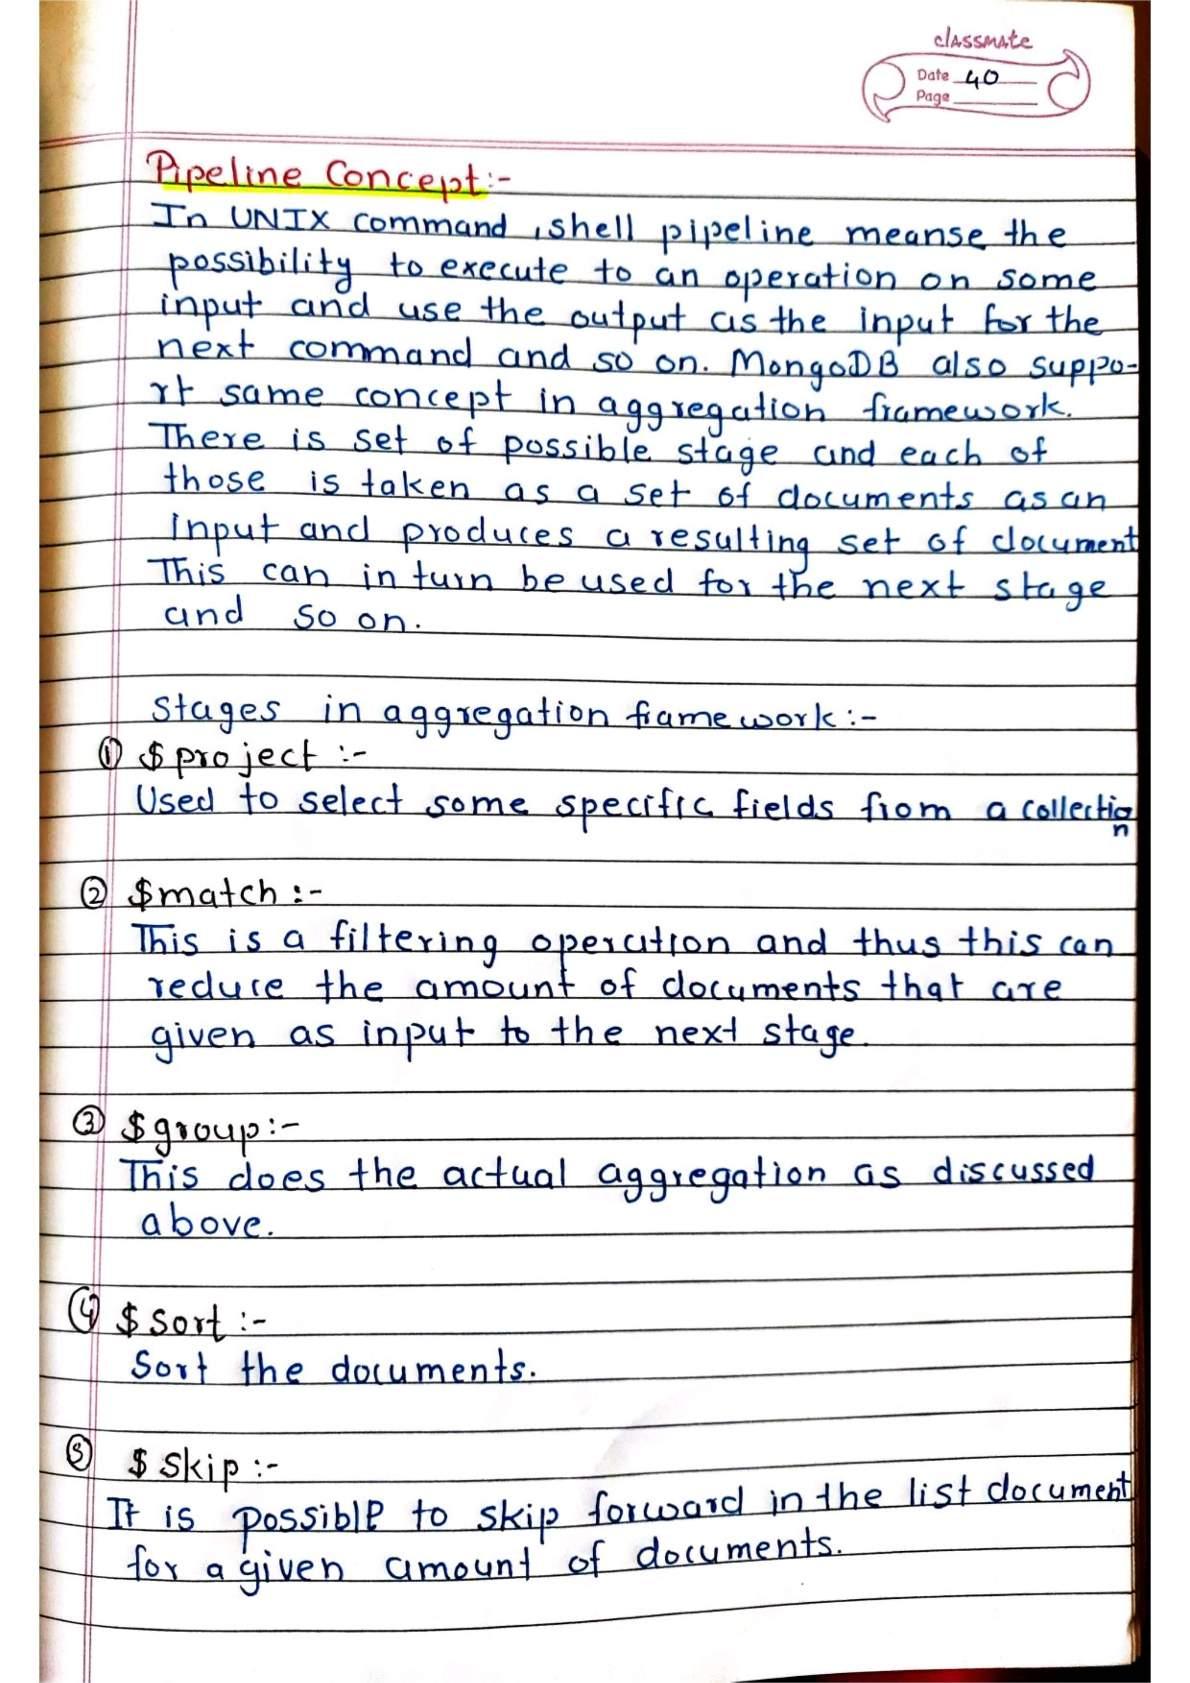 classmate
Date 40
Page
Pipeline Concept:-
In UNIX command , shell pipeline meanse the
possibility to execute to an operation on some
input and use the output as the input for the
next command and so on. MongoDB also suppo-
rt same concept in aggregation framework.
There is set of possible stage and each of
those is taken as a set of documents as an
input and produces a resulting set of document
This can in turn be used for the next stage
and so on.
Stages in aggregation framework:-
① $project :-
Used to select some specific fields from a collection
② $match :-
This is a filtering operation and thus this can
reduce the amount of documents that are
given as input to the next stage.
③ $group:-
This does the actual aggregation as discussed
above.
④ $sort :-
Sort the documents.
⑤ $skip :-
It is possible to skip forward in the list document
for a given amount of documents.